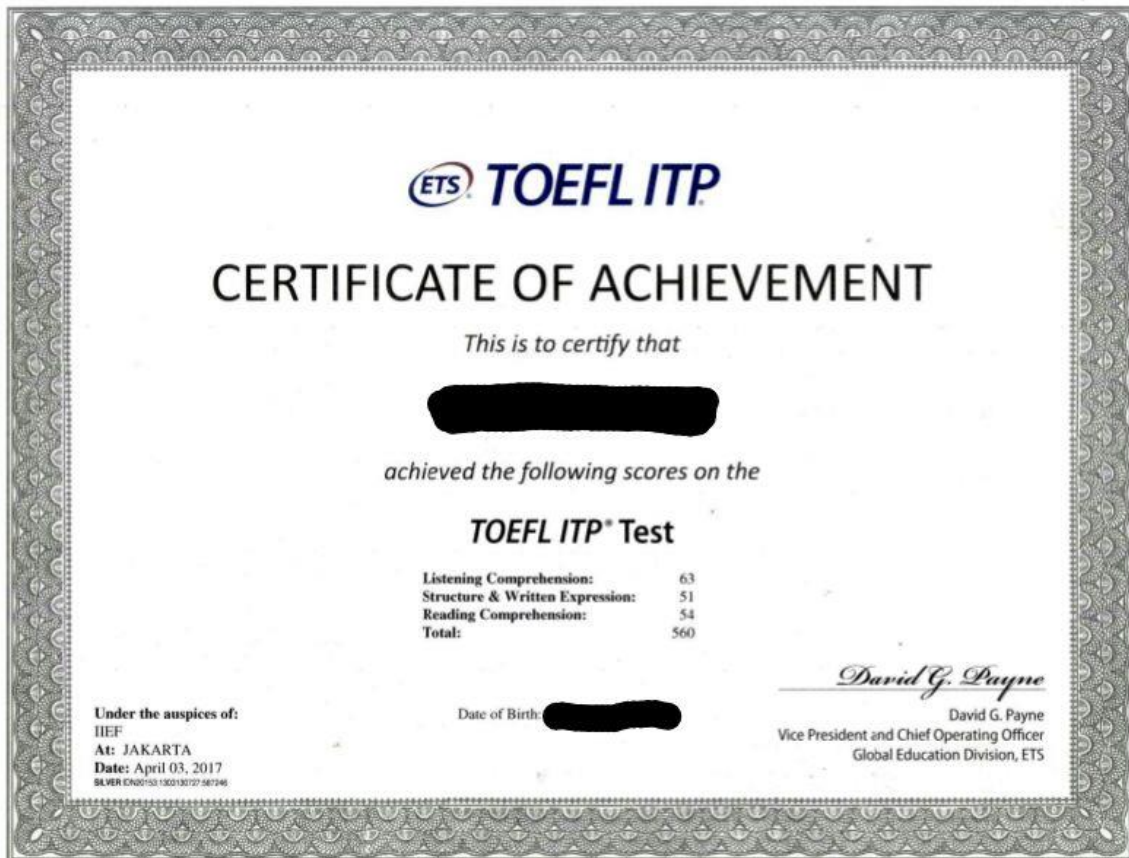 ETS TOEFL ITP
CERTIFICATE OF ACHIEVEMENT
This is to certify that
achieved the following scores on the
TOEFL ITP® Test
Listening Comprehension: 63
Structure & Written Expression: 51
Reading Comprehension: 54
Total: 560
Date of Birth:
Under the auspices of:
IIEF
At: JAKARTA
Date: April 03, 2017
SILVER
David G. Payne
David G. Payne
Vice President and Chief Operating Officer
Global Education Division, ETS